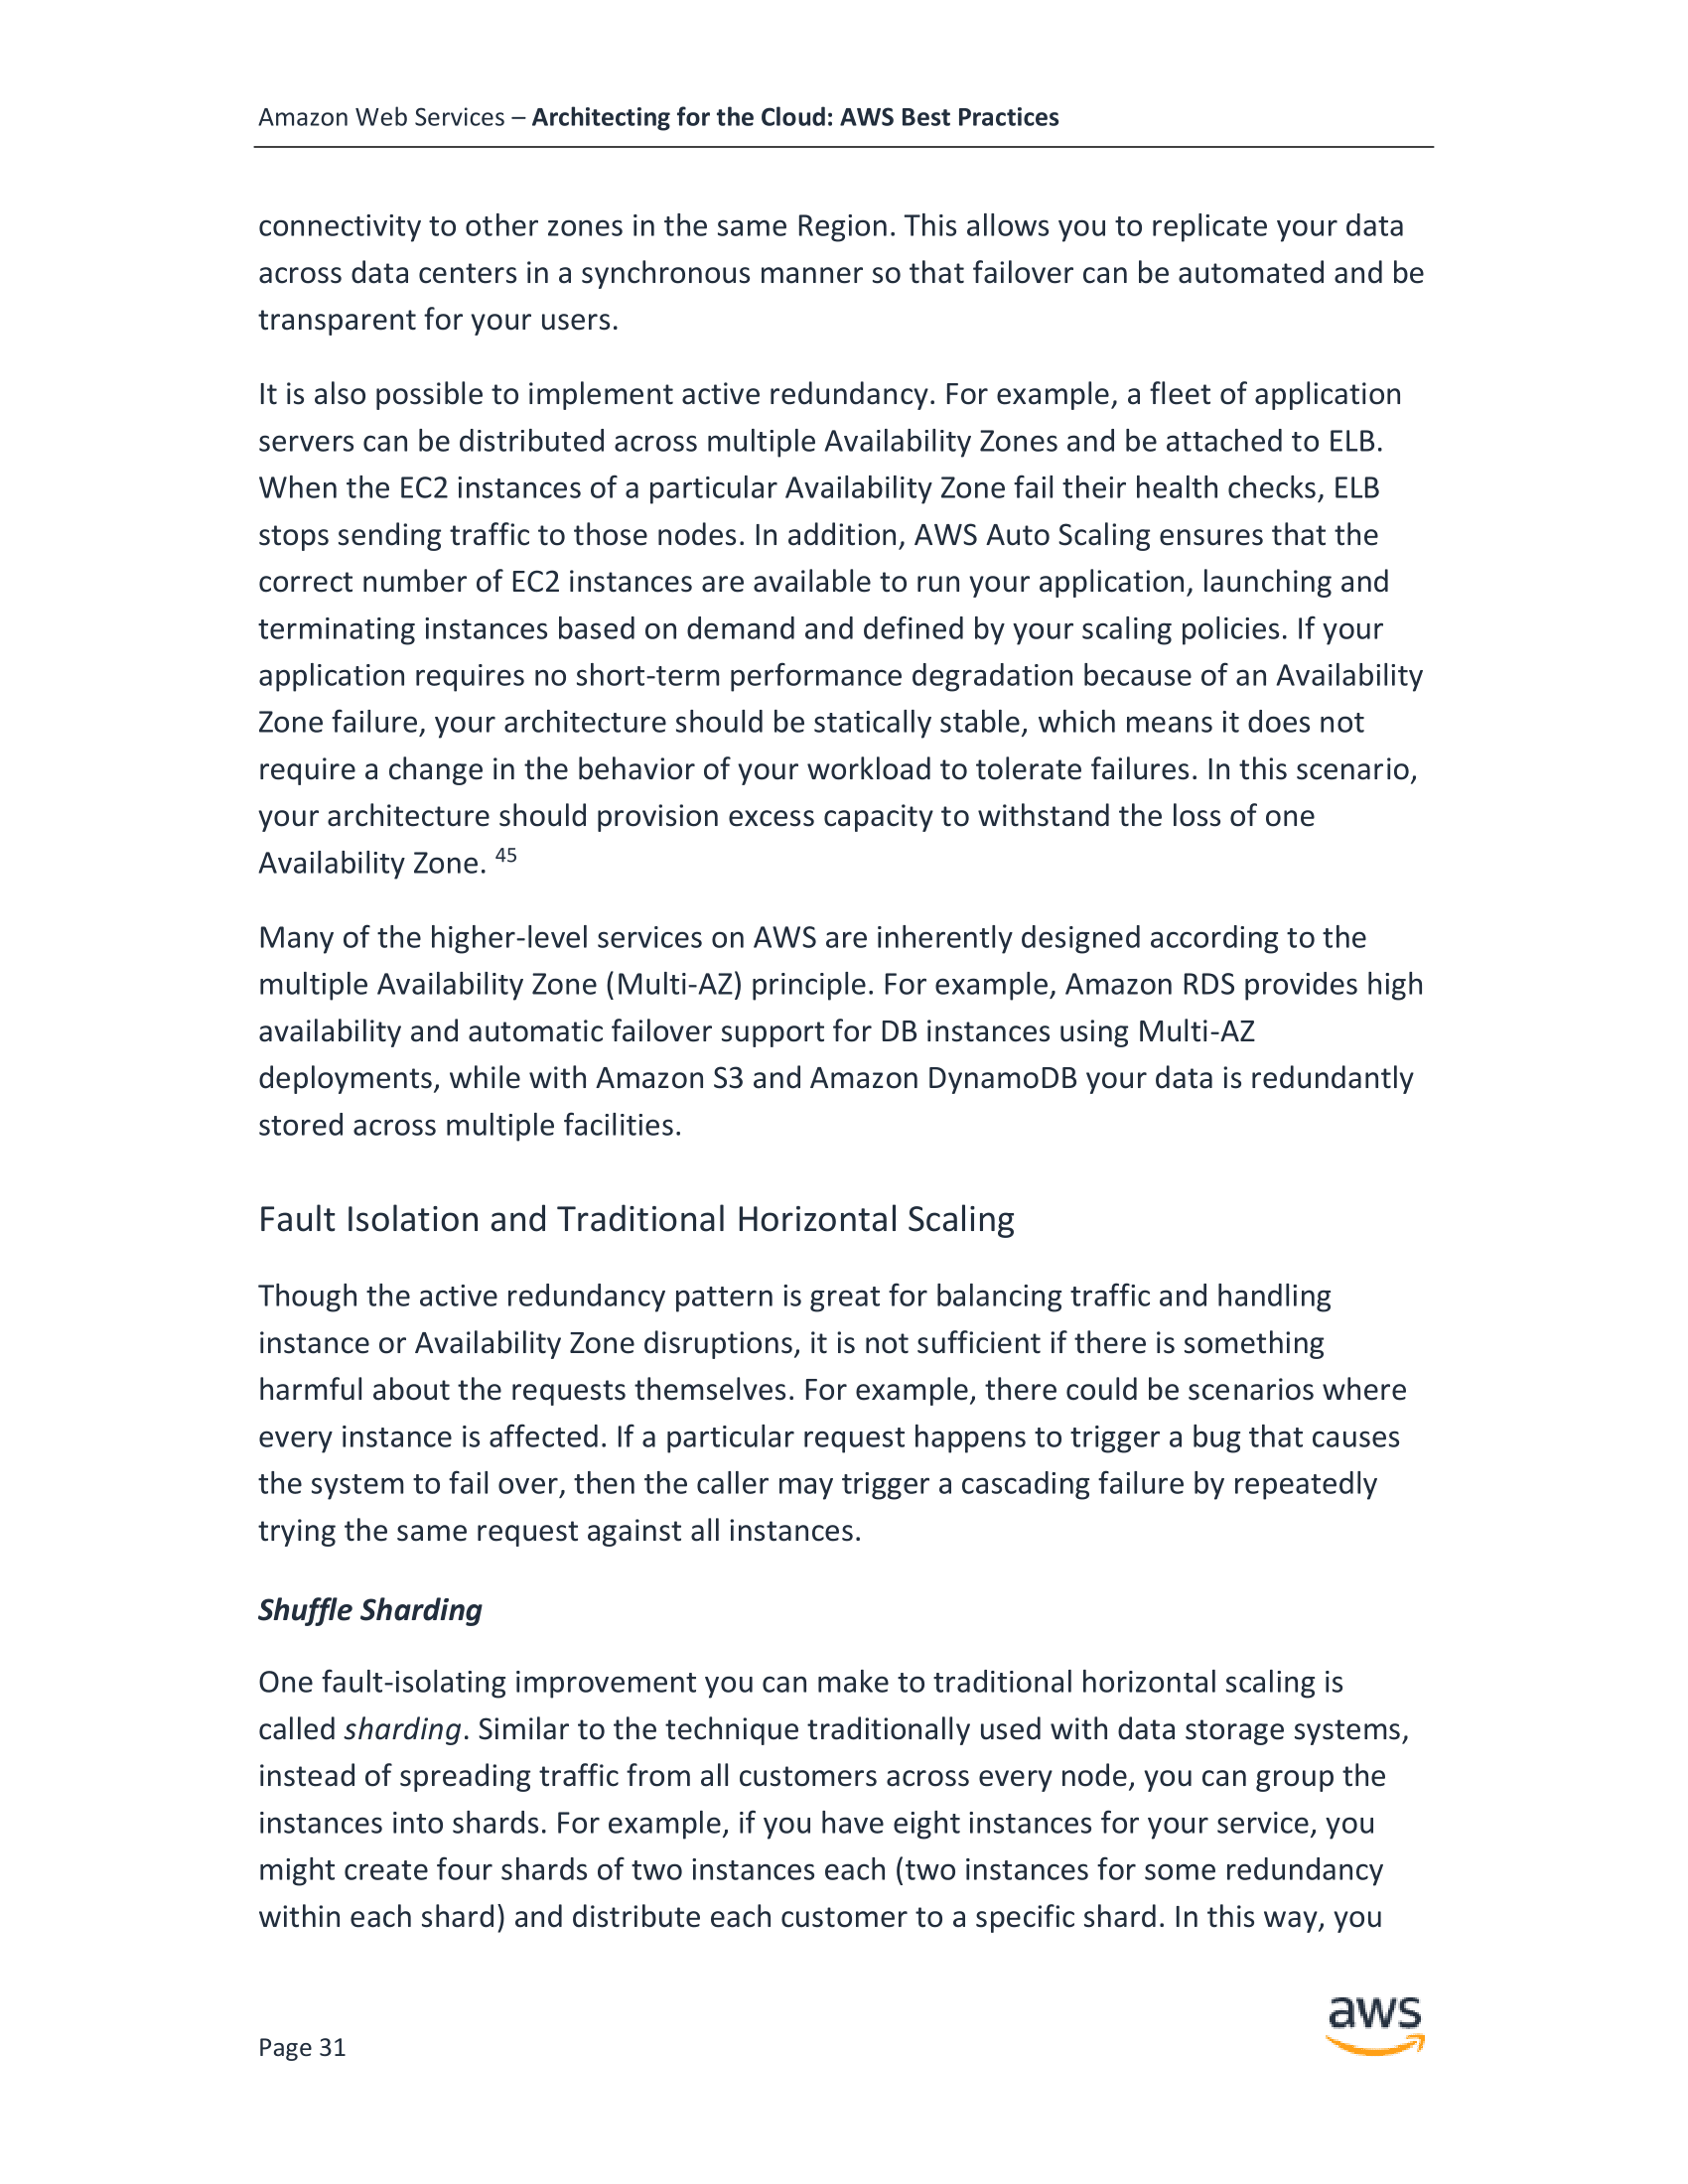 Amazon Web Services – Architecting for the Cloud: AWS Best Practices
connectivity to other zones in the same Region. This allows you to replicate your data
across data centers in a synchronous manner so that failover can be automated and be
transparent for your users.
It is also possible to implement active redundancy. For example, a fleet of application
servers can be distributed across multiple Availability Zones and be attached to ELB.
When the EC2 instances of a particular Availability Zone fail their health checks, ELB
stops sending traffic to those nodes. In addition, AWS Auto Scaling ensures that the
correct number of EC2 instances are available to run your application, launching and
terminating instances based on demand and defined by your scaling policies. If your
application requires no short-term performance degradation because of an Availability
Zone failure, your architecture should be statically stable, which means it does not
require a change in the behavior of your workload to tolerate failures. In this scenario,
your architecture should provision excess capacity to withstand the loss of one
Availability Zone. 45
Many of the higher-level services on AWS are inherently designed according to the
multiple Availability Zone (Multi-AZ) principle. For example, Amazon RDS provides high
availability and automatic failover support for DB instances using Multi-AZ
deployments, while with Amazon S3 and Amazon DynamoDB your data is redundantly
stored across multiple facilities.
Fault Isolation and Traditional Horizontal Scaling
Though the active redundancy pattern is great for balancing traffic and handling
instance or Availability Zone disruptions, it is not sufficient if there is something
harmful about the requests themselves. For example, there could be scenarios where
every instance is affected. If a particular request happens to trigger a bug that causes
the system to fail over, then the caller may trigger a cascading failure by repeatedly
trying the same request against all instances.
Shuffle Sharding
One fault-isolating improvement you can make to traditional horizontal scaling is
called sharding. Similar to the technique traditionally used with data storage systems,
instead of spreading traffic from all customers across every node, you can group the
instances into shards. For example, if you have eight instances for your service, you
might create four shards of two instances each (two instances for some redundancy
within each shard) and distribute each customer to a specific shard. In this way, you
aws
Page 31